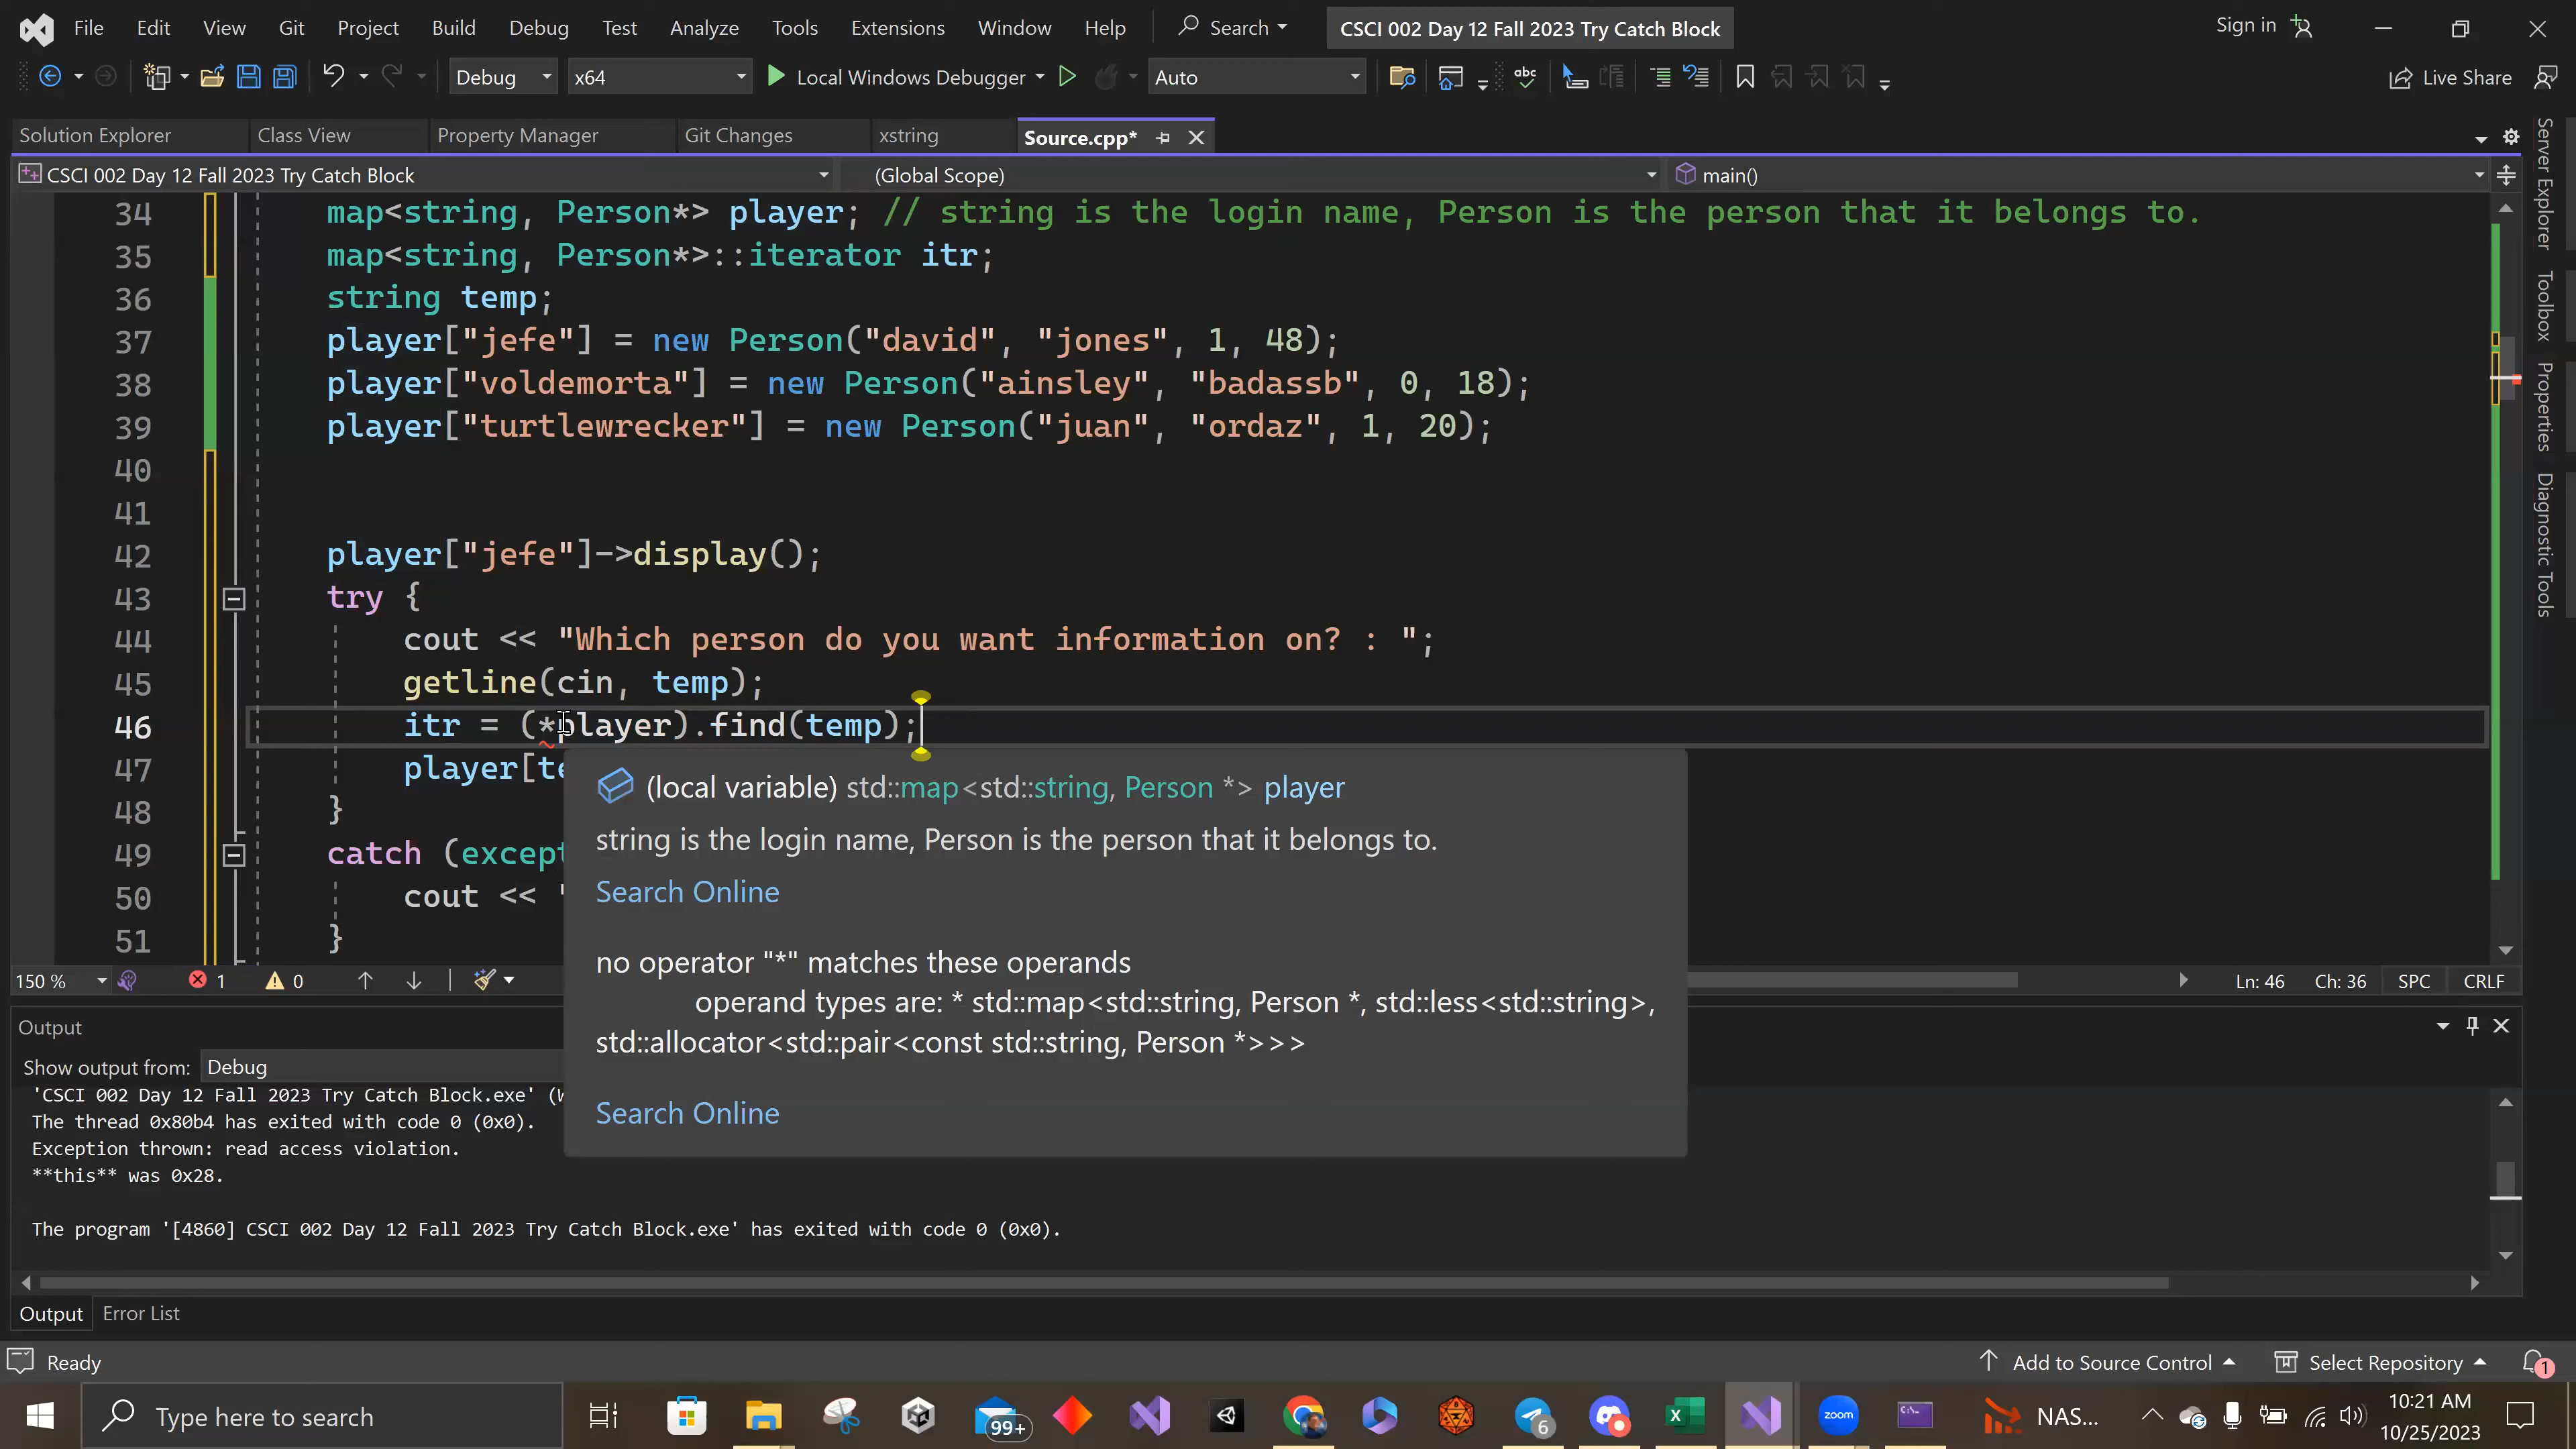 File Edit View Git Project Build Debug Test Analyze Tools Extensions Window Help Search CSCI 002 Day 12 Fall 2023 Try Catch Block Sign in
Debug x64 Local Windows Debugger Auto abc Live Share
Solution Explorer Class View Property Manager Git Changes xstring Source.cpp*
CSCI 002 Day 12 Fall 2023 Try Catch Block (Global Scope) main()
34 map<string, Person*> player; // string is the login name, Person is the person that it belongs to.
35 map<string, Person*>::iterator itr;
36 string temp;
37 player["jefe"] = new Person("david", "jones", 1, 48);
38 player["voldemorta"] = new Person("ainsley", "badassb", 0, 18);
39 player["turtlewrecker"] = new Person("juan", "ordaz", 1, 20);
40
41
42 player["jefe"]->display();
43 try {
44 cout << "Which person do you want information on? : ";
45 getline(cin, temp);
46 itr = (*player).find(temp);
47 player[te
48 }
49 catch (except
50 cout << "
51 }
(local variable) std::map<std::string, Person *> player
string is the login name, Person is the person that it belongs to.
Search Online
no operator "*" matches these operands
operand types are: * std::map<std::string, Person *, std::less<std::string>,
std::allocator<std::pair<const std::string, Person *>>>
Search Online
150 % 1 0 Ln: 46 Ch: 36 SPC CRLF
Output
Show output from: Debug
'CSCI 002 Day 12 Fall 2023 Try Catch Block.exe' (W
The thread 0x80b4 has exited with code 0 (0x0).
Exception thrown: read access violation.
**this** was 0x28.
The program '[4860] CSCI 002 Day 12 Fall 2023 Try Catch Block.exe' has exited with code 0 (0x0).
Output Error List
Ready Add to Source Control Select Repository 1
Server Explorer
Toolbox
Properties
Diagnostic Tools
Type here to search 99+ 6 zoom NAS... 10:21 AM
10/25/2023